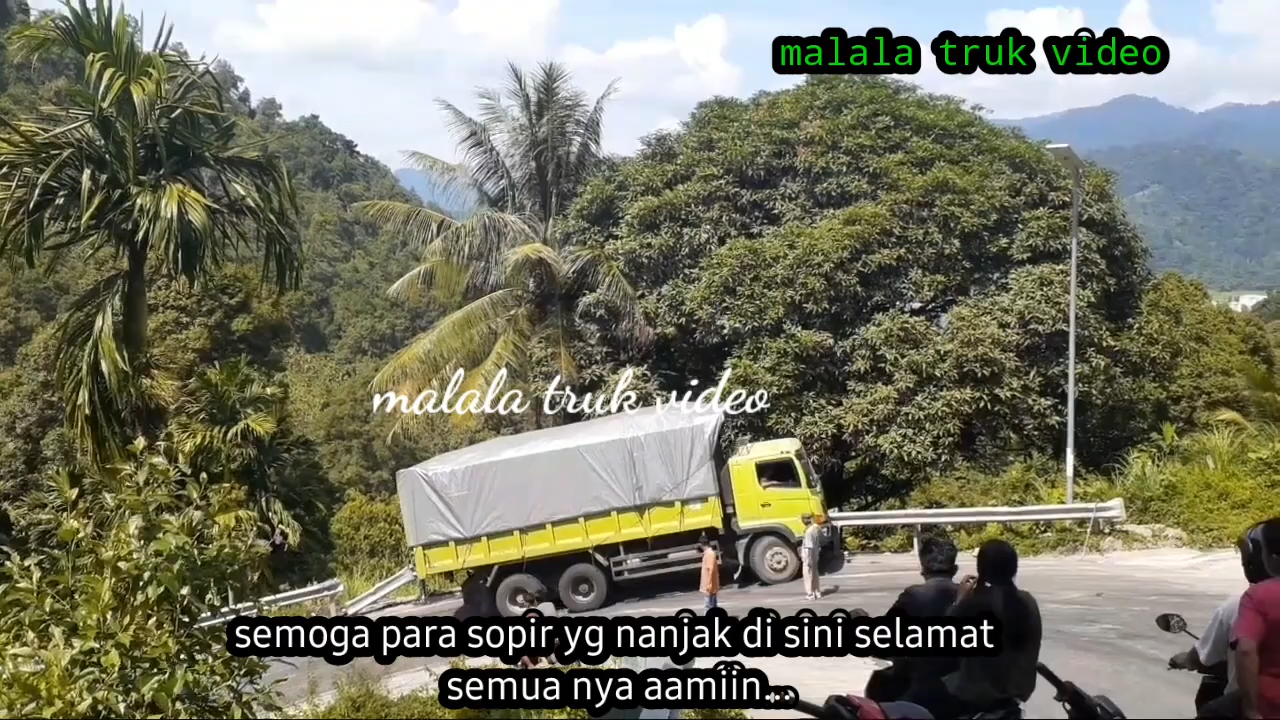 malala truk video
malala truk video
semoga para sopir yg nanjak di sini selamat
semua nya aamiin...